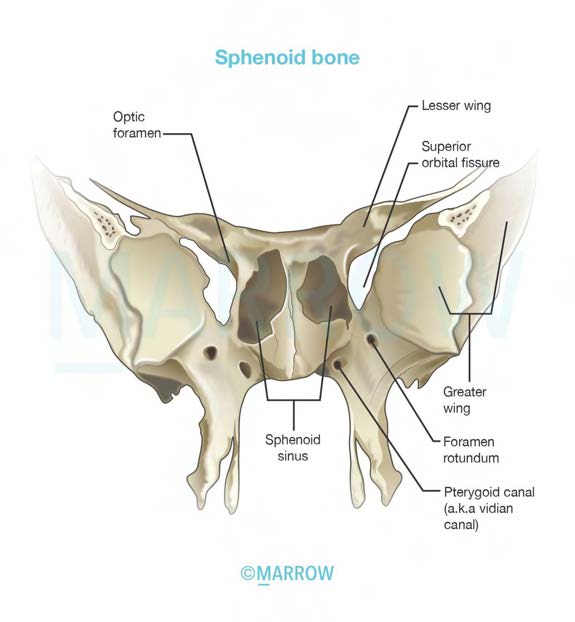 Sphenoid bone
Optic
foramen
Lesser wing
Superior
orbital fissure
MARROW
Greater
wing
Sphenoid
sinus
Foramen
rotundum
Pterygoid canal
(a.k.a vidian
canal)
©MARROW